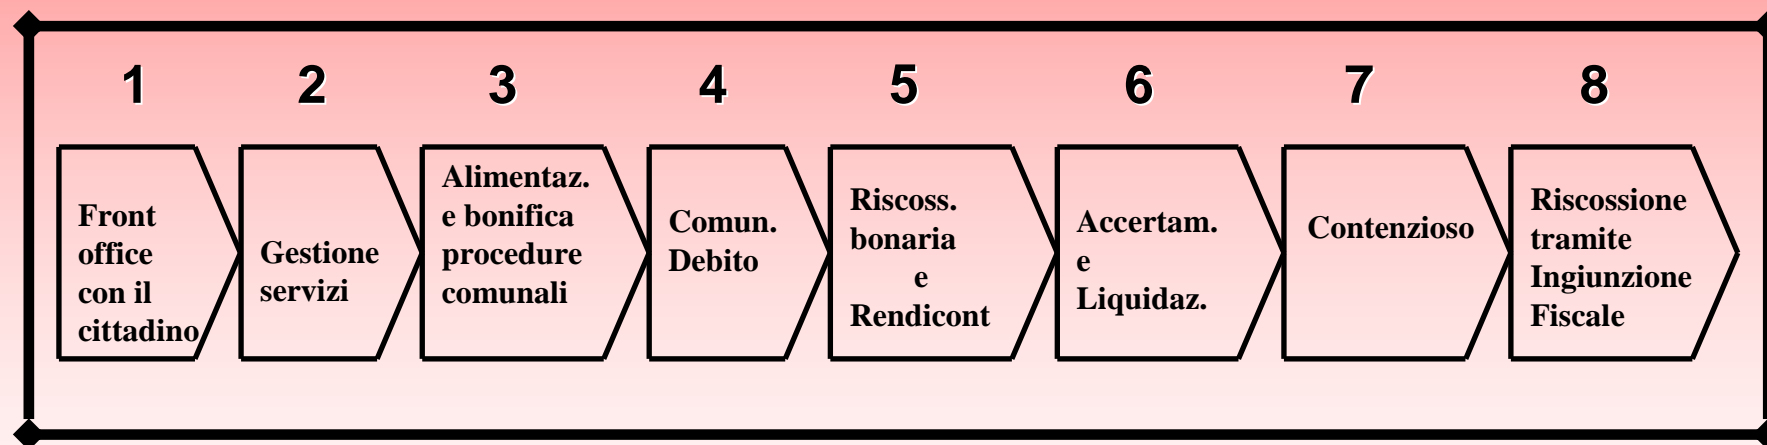 1 2 3 4 5 6 7 8
Front
office
con il
cittadino
Gestione
servizi
Alimentaz.
e bonifica
procedure
comunali
Comun.
Debito
Riscoss.
bonaria
e
Rendicont
Accertam.
e
Liquidaz.
Contenzioso
Riscossione
tramite
Ingiunzione
Fiscale